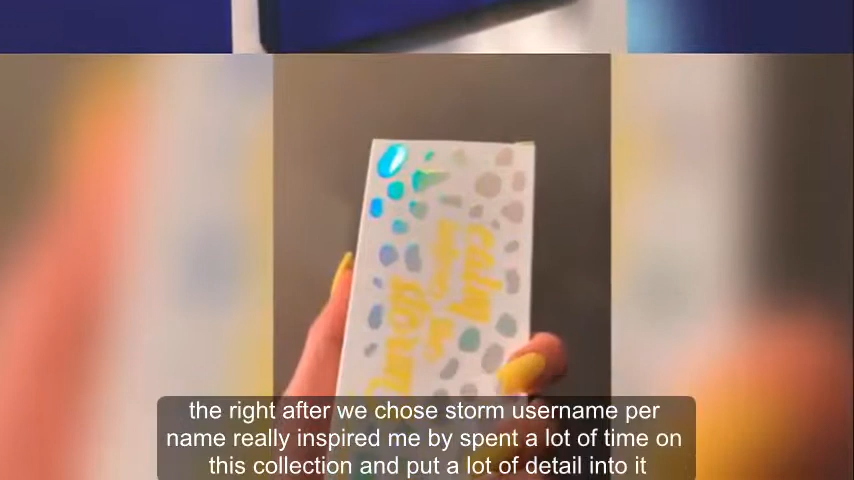 calm
the right after we chose storm username per
name really inspired me by spent a lot of time on
this collection and put a lot of detail into it